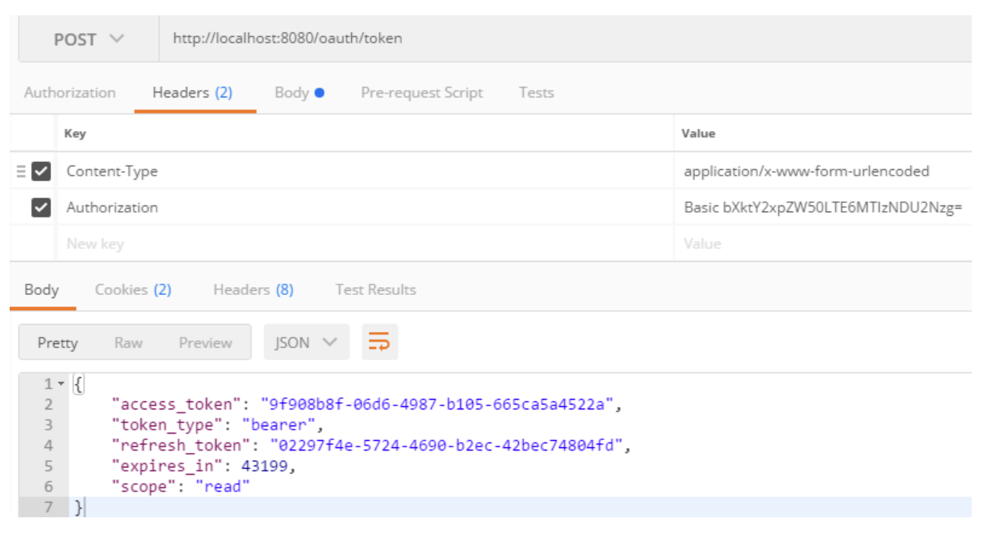 POST http://localhost:8080/oauth/token
Authorization Headers (2) Body Pre-request Script Tests
Key Value
Content-Type application/x-www-form-urlencoded
Authorization Basic bXktY2xpZW50LTE6MTIzNDU2Nzg=
New key Value
Body Cookies (2) Headers (8) Test Results
Pretty Raw Preview JSON
1 {
2 "access_token": "9f908b8f-06d6-4987-b105-665ca5a4522a",
3 "token_type": "bearer",
4 "refresh_token": "02297f4e-5724-4690-b2ec-42bec74804fd",
5 "expires_in": 43199,
6 "scope": "read"
7 }